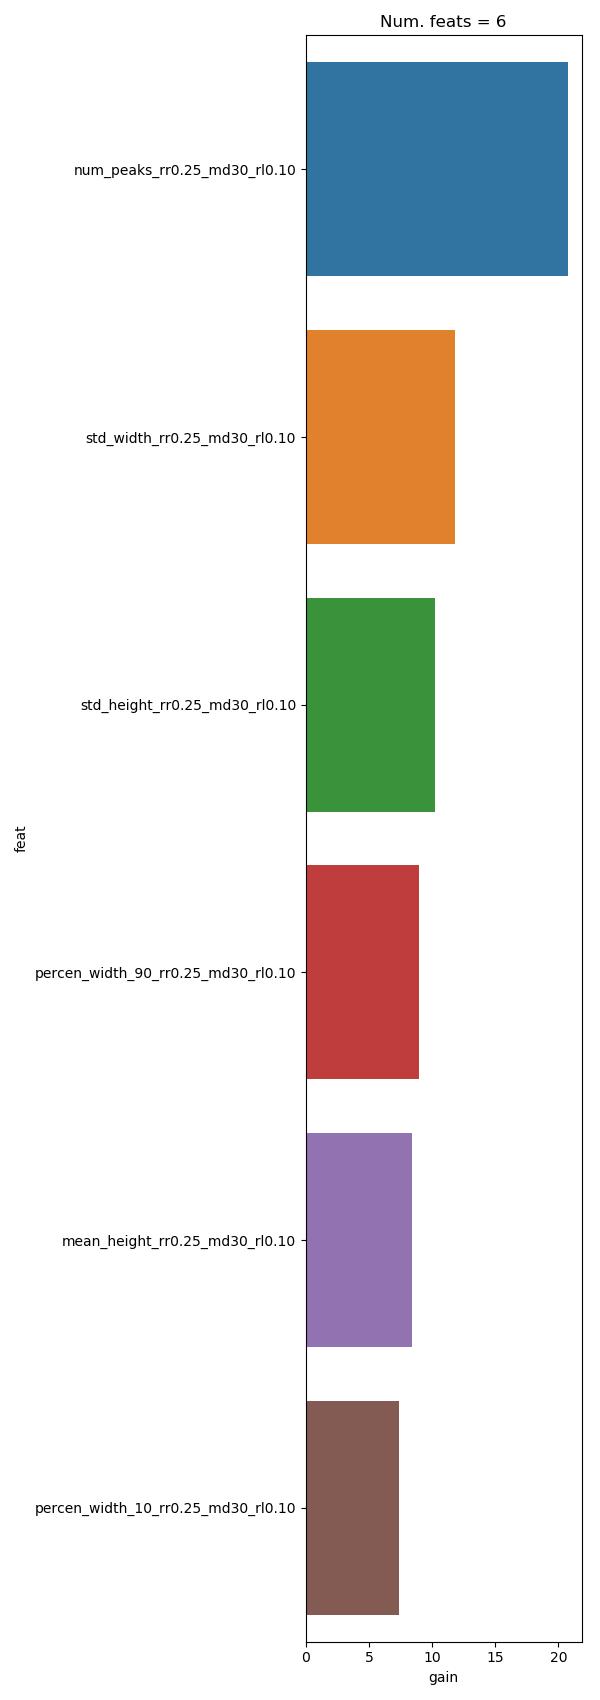 Num. feats = 6
num_peaks_rr0.25_md30_rl0.10
std_width_rr0.25_md30_rl0.10
std_height_rr0.25_md30_rl0.10
feat
percen_width_90_rr0.25_md30_rl0.10
mean_height_rr0.25_md30_rl0.10
percen_width_10_rr0.25_md30_rl0.10
0 5 10 15 20
gain